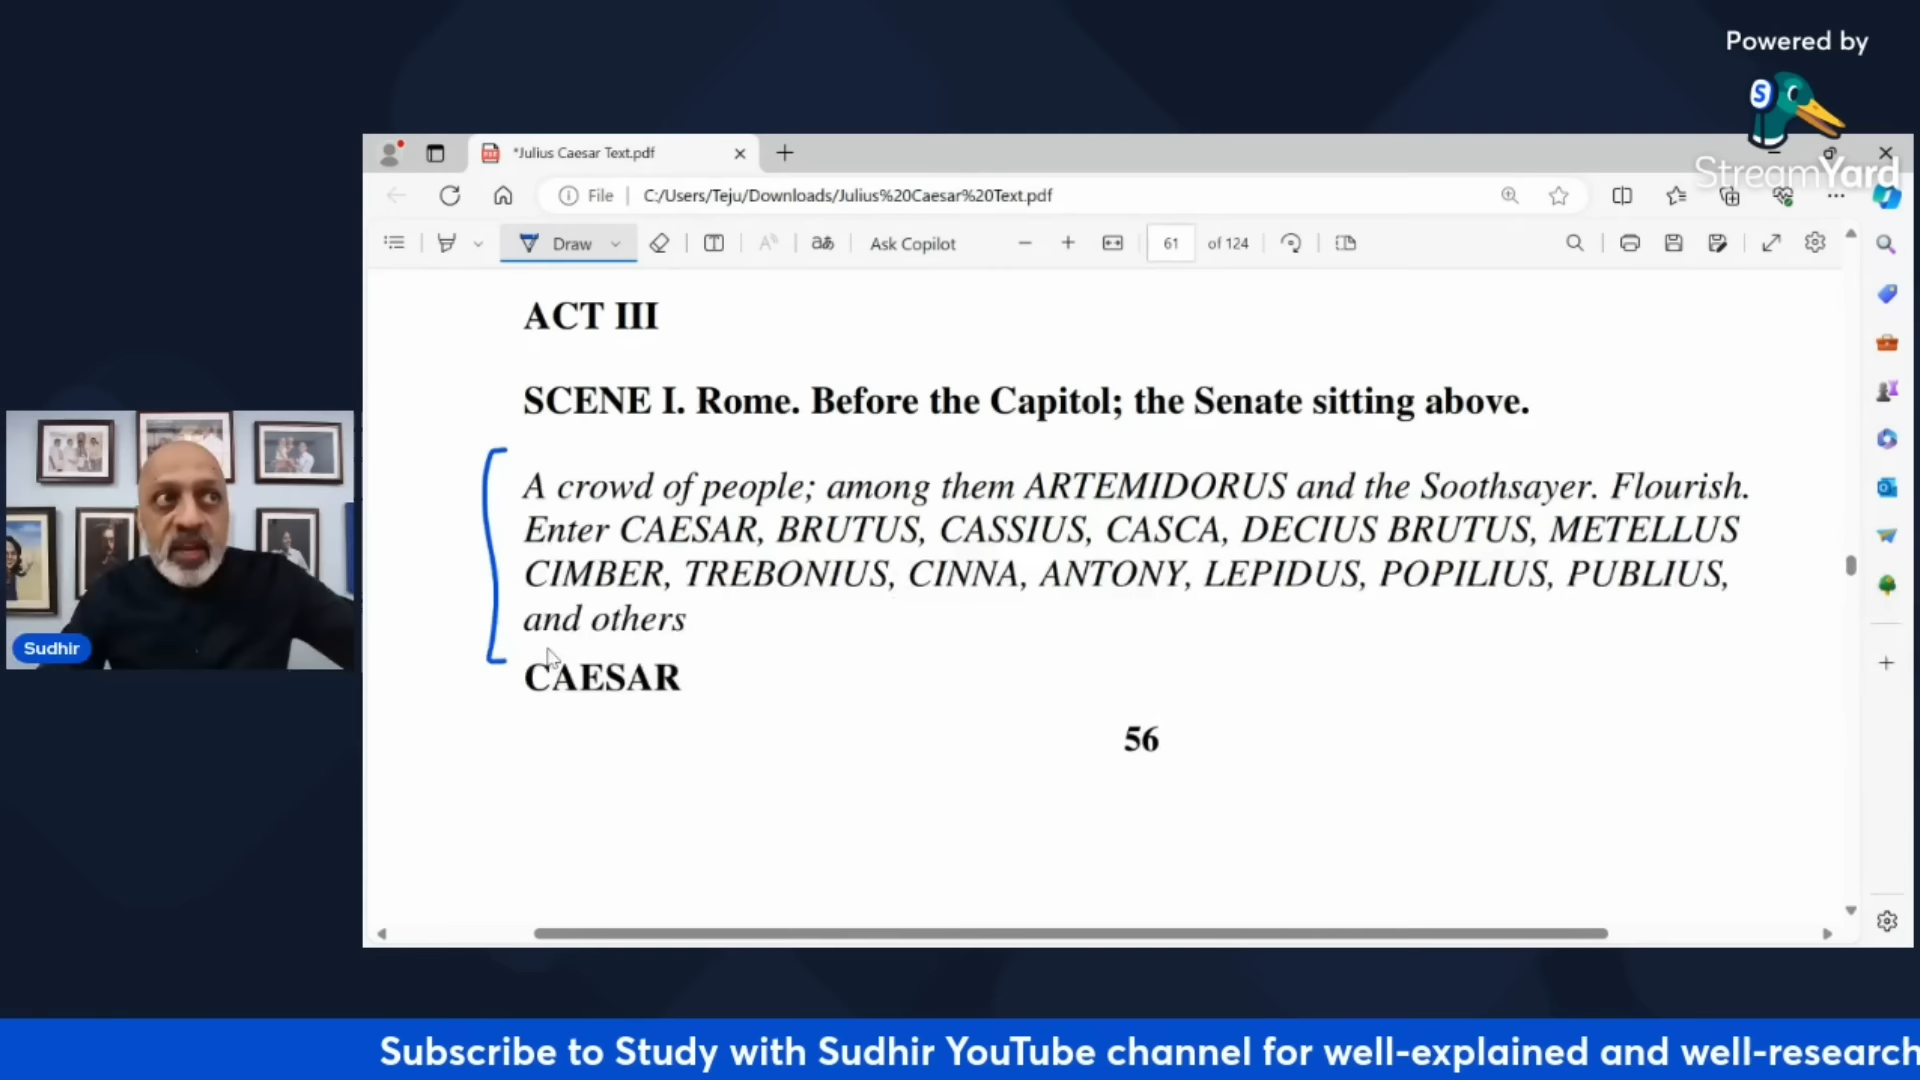 Powered by
StreamYard
*Julius Caesar Text.pdf
File
C:/Users/Teju/Downloads/Julius%20Caesar%20Text.pdf
Draw
Ask Copilot
61 of 124
ACT III
SCENE I. Rome. Before the Capitol; the Senate sitting above.
A crowd of people; among them ARTEMIDORUS and the Soothsayer. Flourish.
Enter CAESAR, BRUTUS, CASSIUS, CASCA, DECIUS BRUTUS, METELLUS
CIMBER, TREBONIUS, CINNA, ANTONY, LEPIDUS, POPILIUS, PUBLIUS,
and others
CAESAR
56
Sudhir
Subscribe to Study with Sudhir YouTube channel for well-explained and well-research